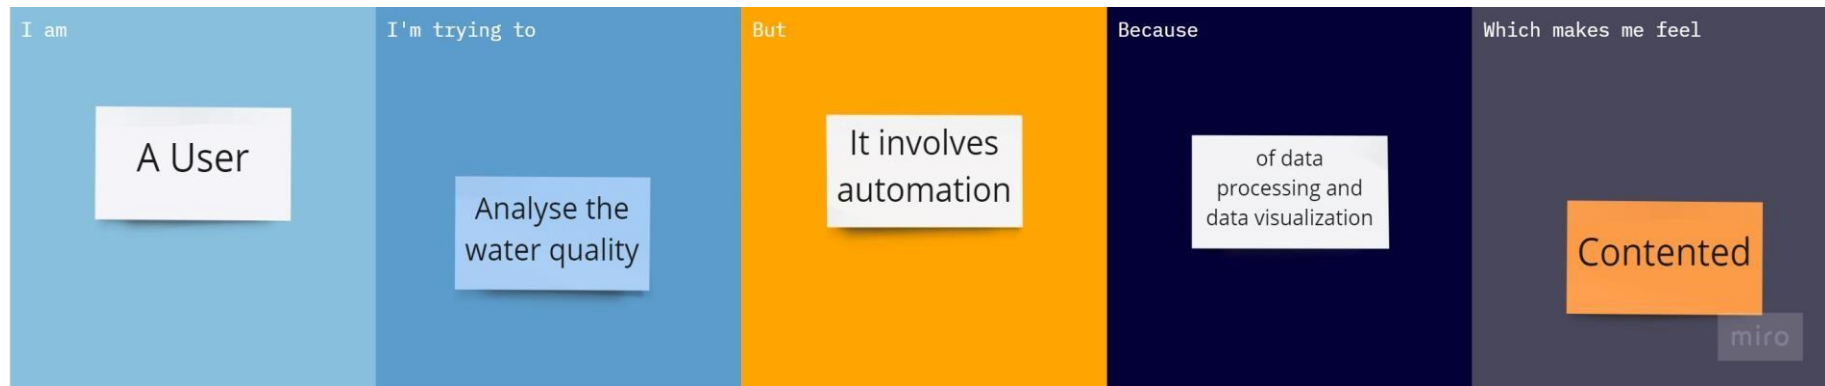 I am
A User
I'm trying to
Analyse the
water quality
But
It involves
automation
Because
of data
processing and
data visualization
Which makes me feel
Contented
miro